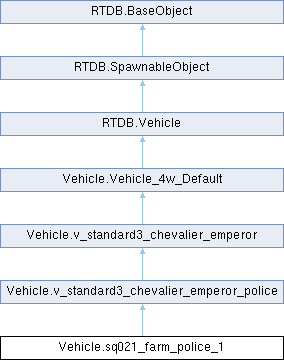 RTDB.BaseObject
RTDB.SpawnableObject
RTDB.Vehicle
Vehicle.Vehicle_4w_Default
Vehicle.v_standard3_chevalier_emperor
Vehicle.v_standard3_chevalier_emperor_police
Vehicle.sq021_farm_police_1